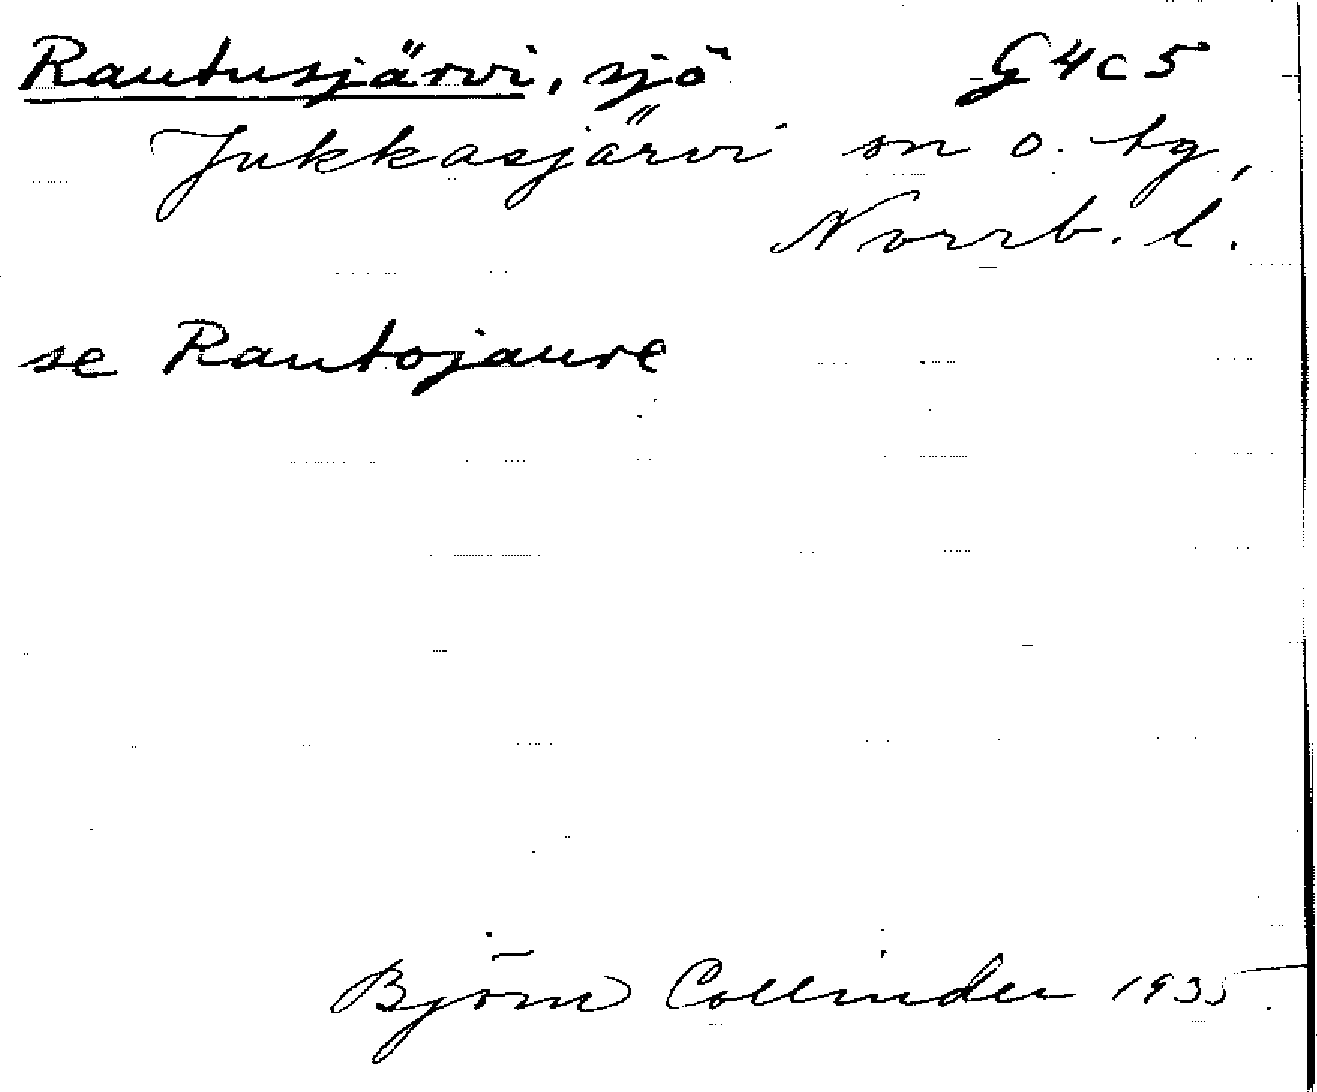 Rautusjärvi, sjö G4c5
Jukkasjärvi sn o. tg,
Norrb. l.
se Rautojaure
Björn Collinder 1935.